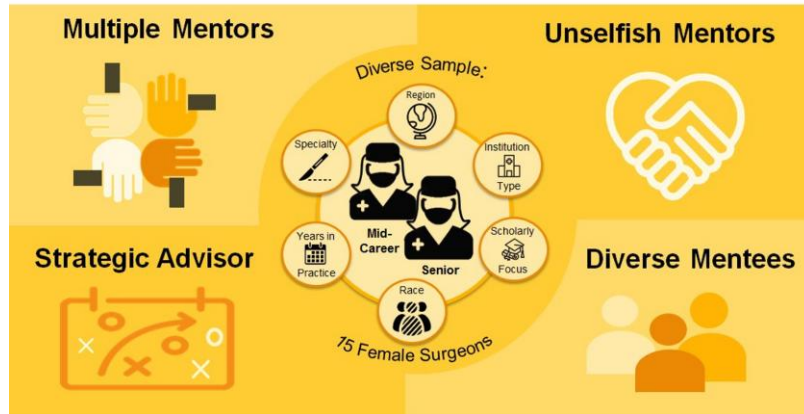 Multiple Mentors
Unselfish Mentors
Diverse Sample:
Region
Specialty
Institution
Type
Mid-
Career
Senior
Years in
Practice
Scholarly
Focus
Race
15 Female Surgeons
Strategic Advisor
Diverse Mentees